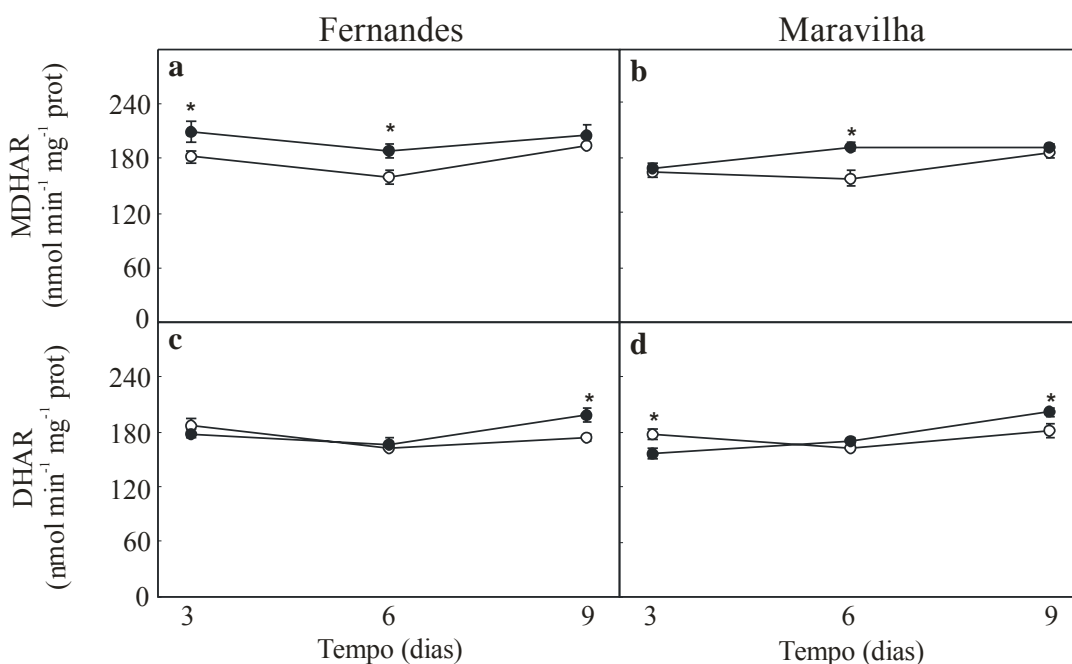 Fernandes
Maravilha
a
b
MDHAR
(nmol min⁻¹ mg⁻¹ prot)
240
180
120
60
0
*
*
*
c
d
DHAR
(nmol min⁻¹ mg⁻¹ prot)
240
180
120
60
0
*
*
*
3
6
9
3
6
9
Tempo (dias)
Tempo (dias)